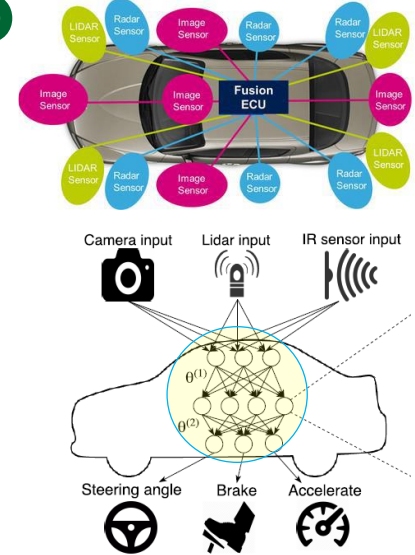 LIDAR
Sensor
Radar
Sensor
Image
Sensor
Radar
Sensor
Radar
Sensor
LIDAR
Sensor
Image
Sensor
Image
Sensor
Fusion
ECU
Image
Sensor
LIDAR
Sensor
Radar
Sensor
Image
Sensor
Radar
Sensor
Radar
Sensor
LIDAR
Sensor
Camera input
Lidar input
IR sensor input
θ(1)
θ(2)
Steering angle
Brake
Accelerate